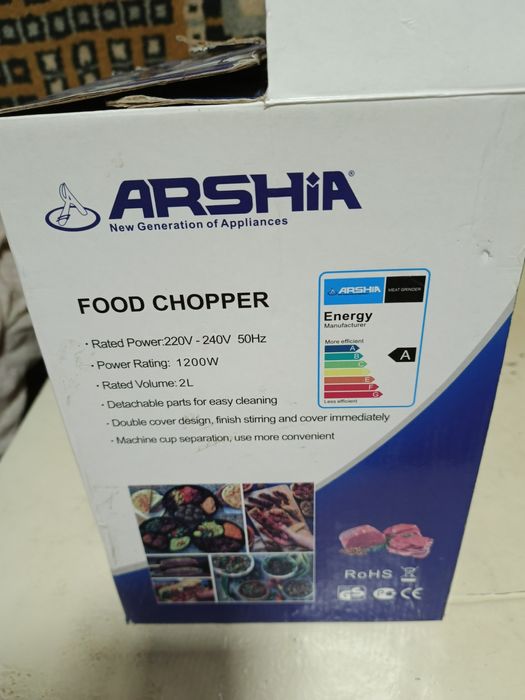 ARSHiA®
New Generation of Appliances
FOOD CHOPPER
· Rated Power:220V - 240V 50Hz
· Power Rating: 1200W
· Rated Volume: 2L
· Detachable parts for easy cleaning
· Double cover design, finish stirring and cover immediately
· Machine cup separation, use more convenient
ARSHIA MEAT GRINDER
Energy
Manufacturer
More efficient
A
B
C
E
F
G
Less efficient
A
RoHS
GS PC CE